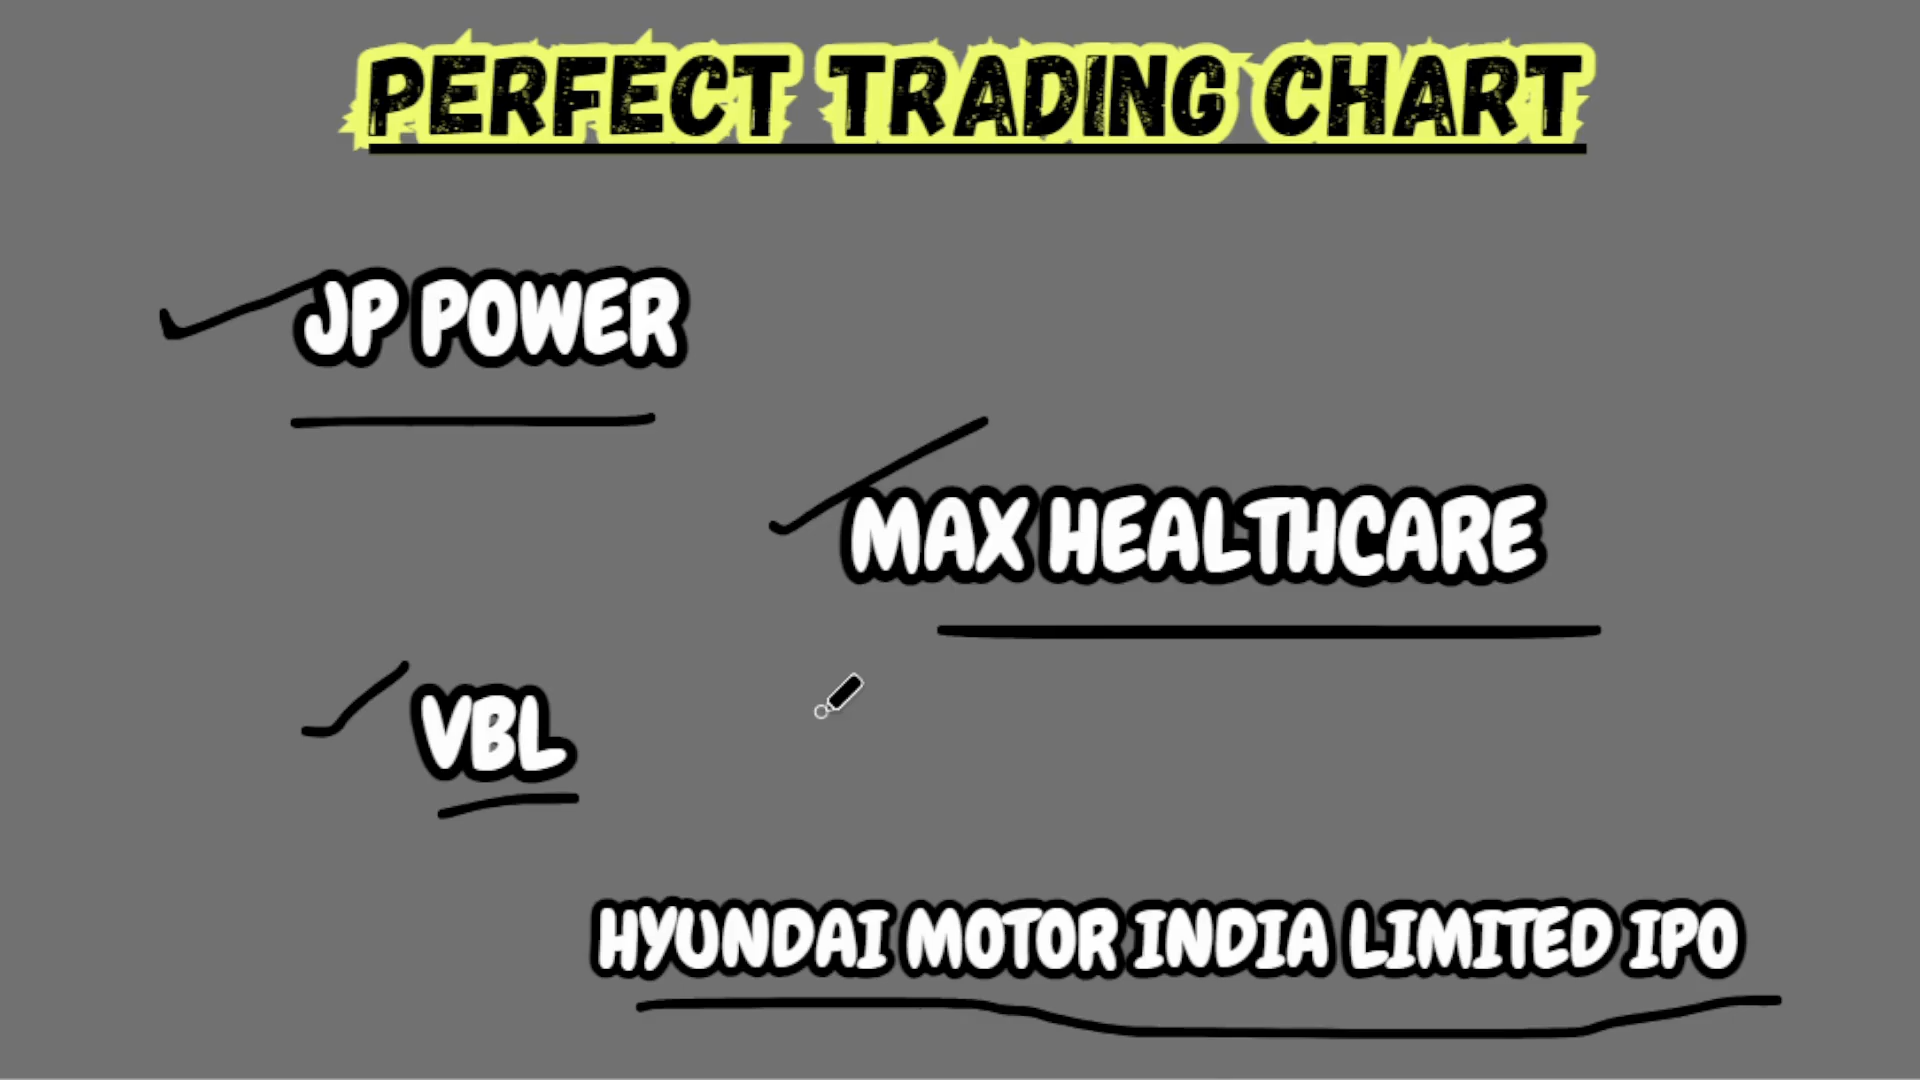 PERFECT TRADING CHART
JP POWER
MAX HEALTHCARE
VBL
HYUNDAI MOTOR INDIA LIMITED IPO